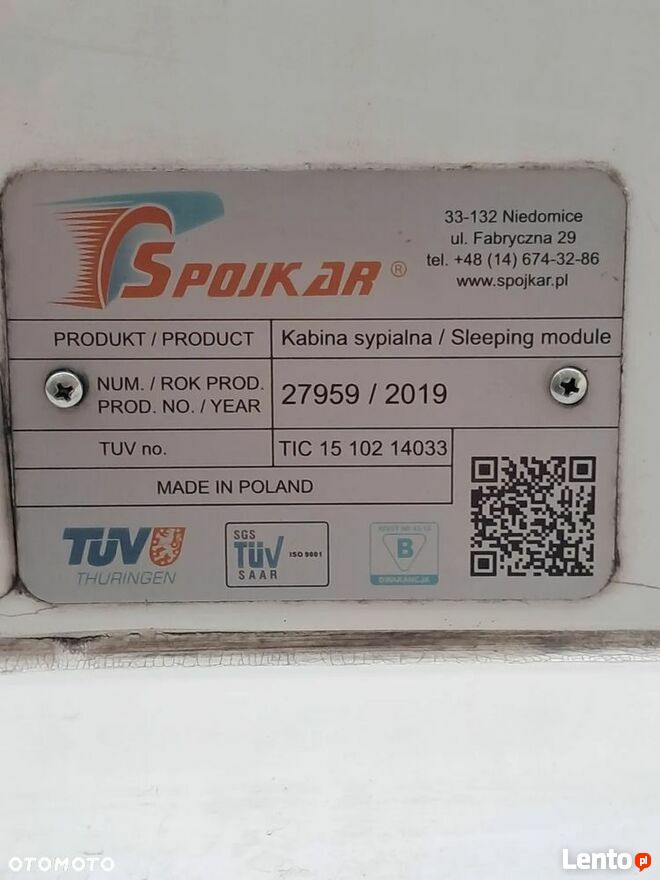 SPOJKAR ®
33-132 Niedomice
ul. Fabryczna 29
tel. +48 (14) 674-32-86
www.spojkar.pl
PRODUKT / PRODUCT
Kabina sypialna / Sleeping module
NUM. / ROK PROD.
PROD. NO. / YEAR
27959 / 2019
TUV no.
TIC 15 102 14033
MADE IN POLAND
TÜV
THÜRINGEN
SGS
TÜV
SAAR
ISO 9001
B
OTOMOTO
Lento pl